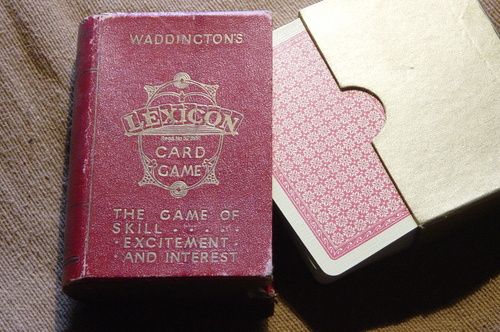 WADDINGTON'S
LEXICON
CARD
GAME
THE GAME OF
SKILL · · · · ·
· EXCITEMENT ·
· AND INTEREST